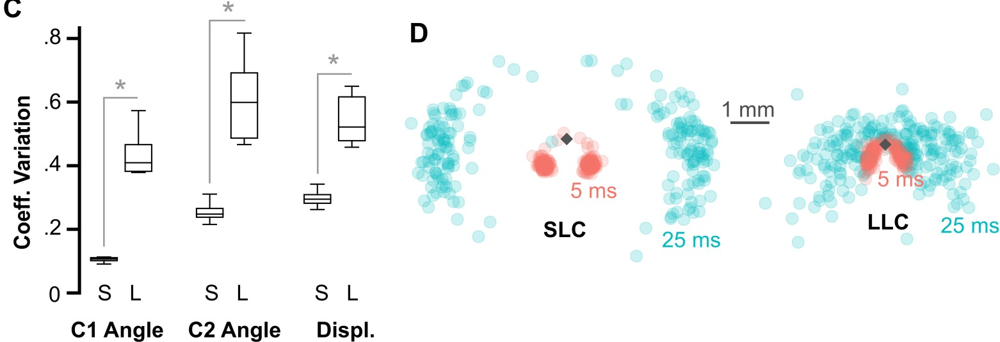 C
Coeff. Variation
.8
.6
.4
.2
0
*
*
*
S L
S L
S L
C1 Angle
C2 Angle
Displ.
D
1 mm
5 ms
SLC
25 ms
5 ms
LLC
25 ms